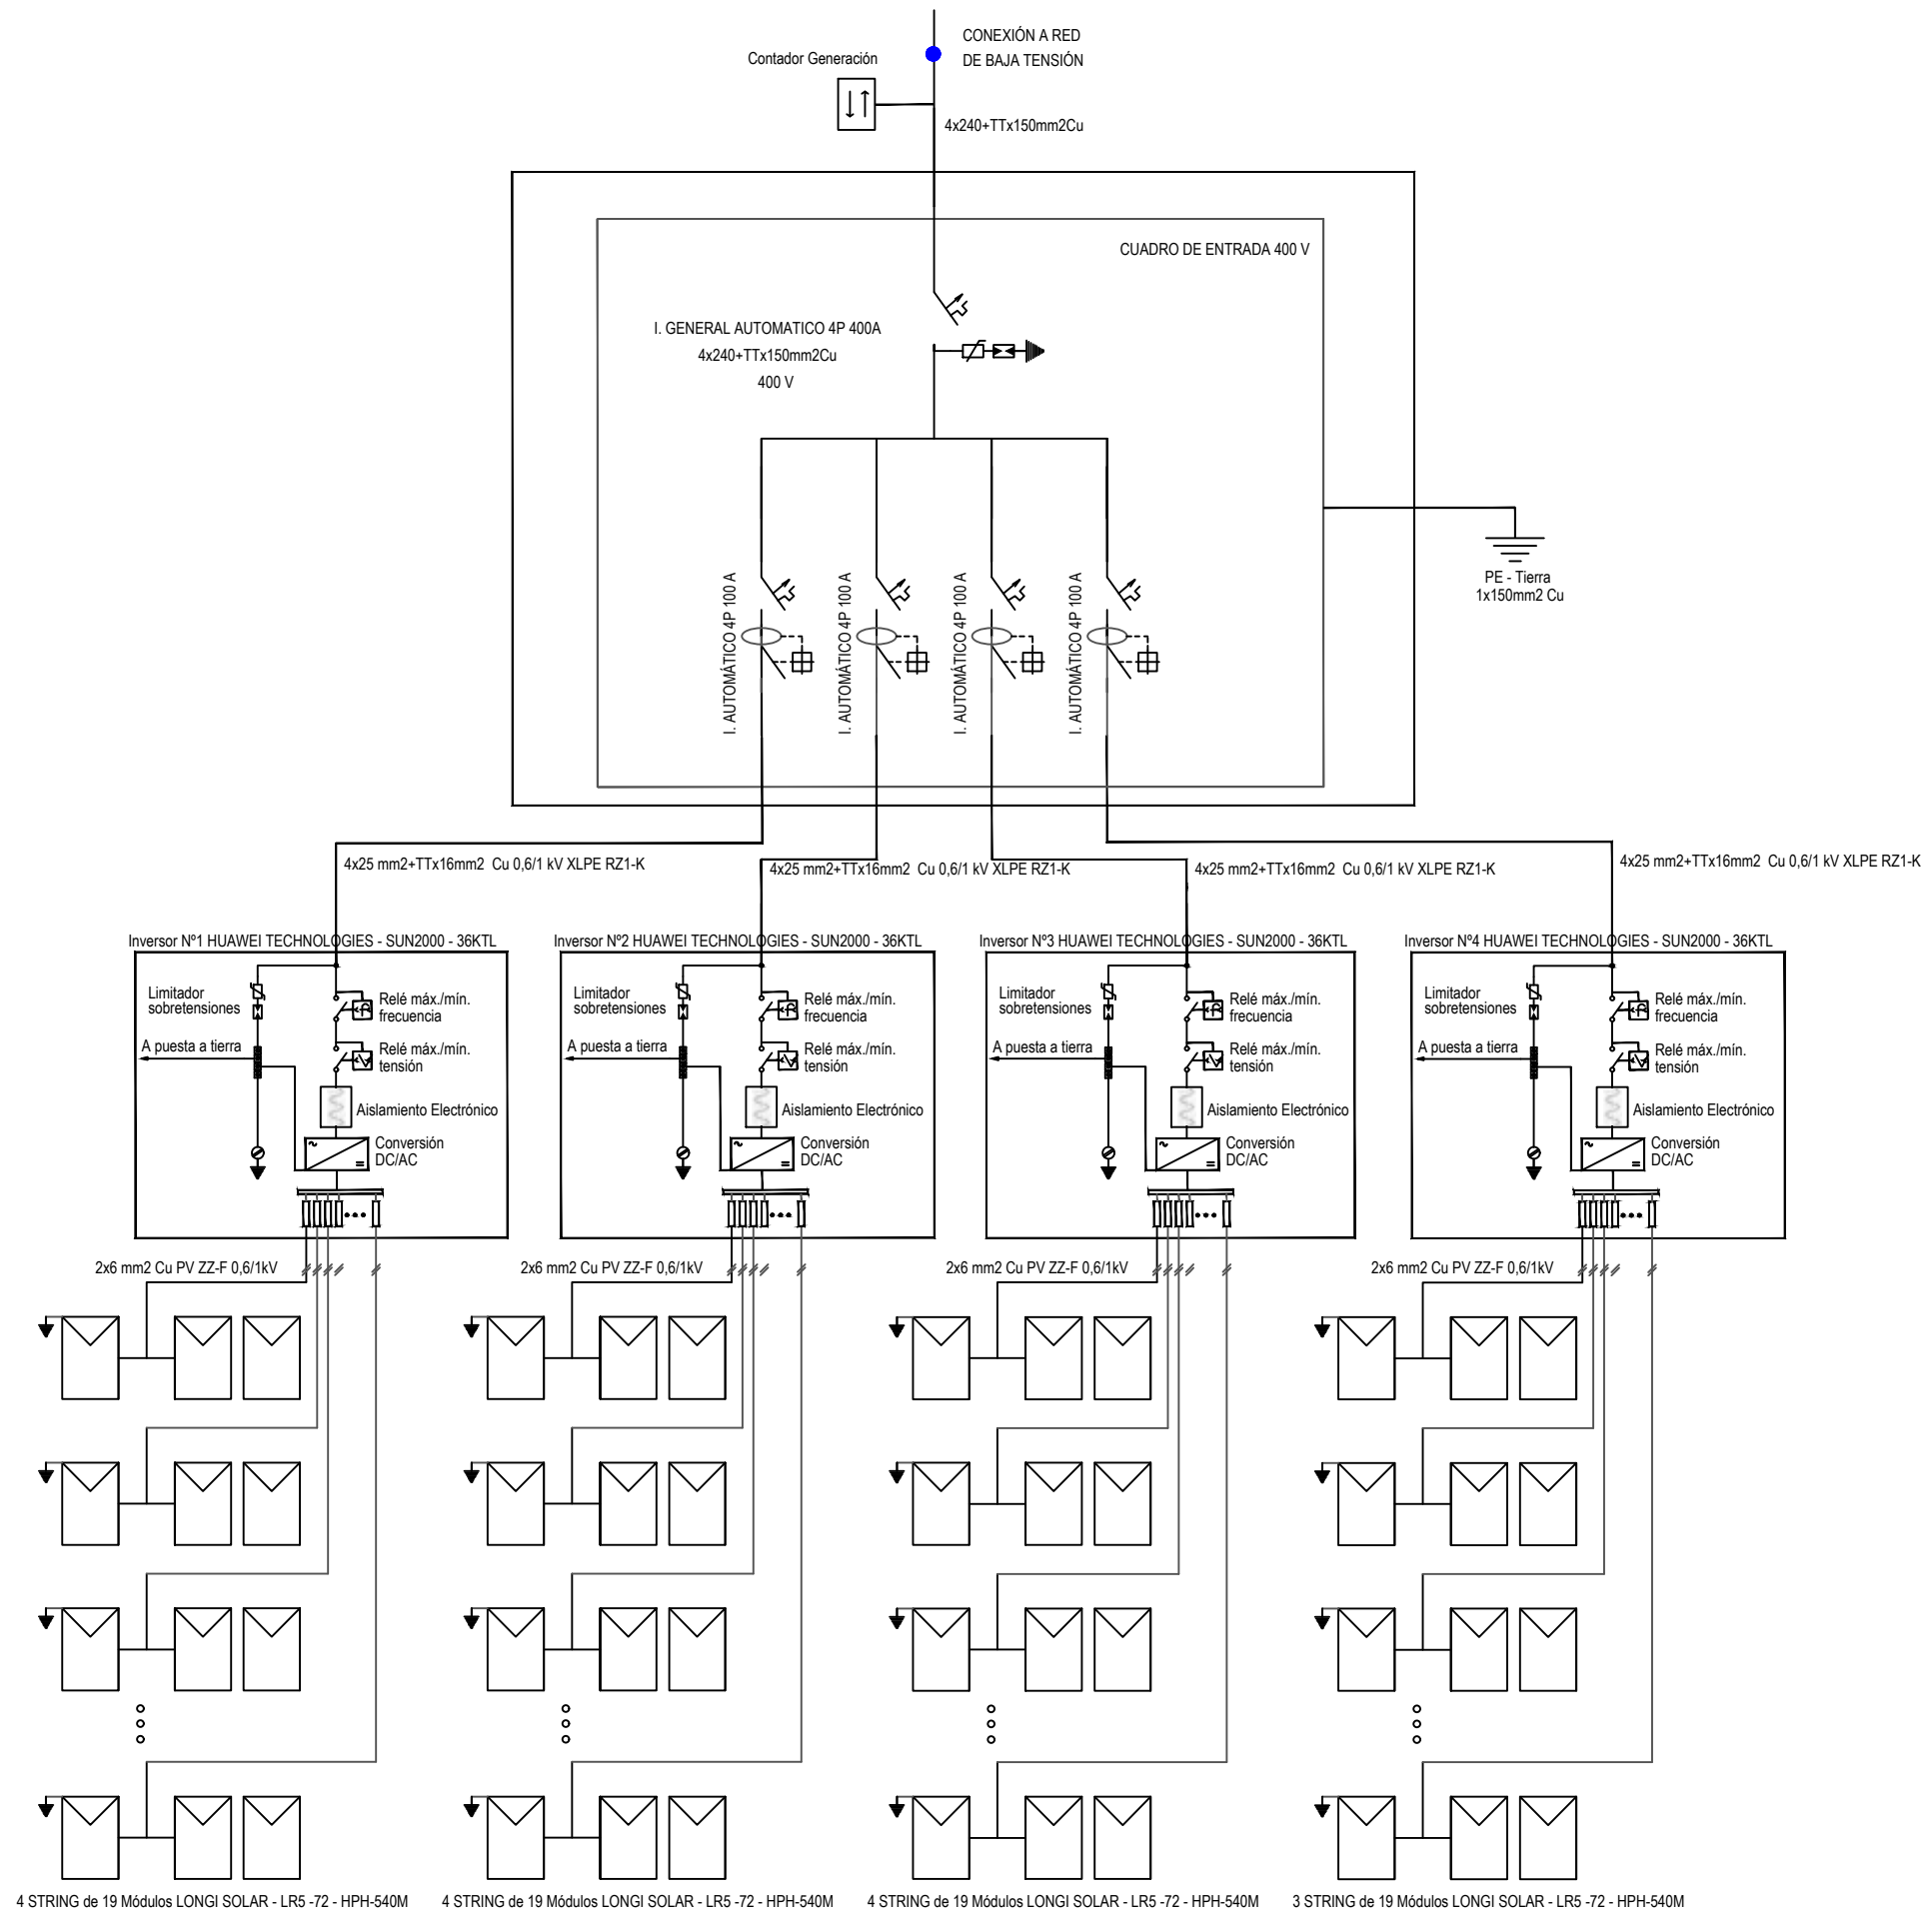 CONEXIÓN A RED
DE BAJA TENSIÓN
Contador Generación
4x240+TTx150mm2Cu
CUADRO DE ENTRADA 400 V
I. GENERAL AUTOMATICO 4P 400A
4x240+TTx150mm2Cu
400 V
I. AUTOMÁTICO 4P 100 A
I. AUTOMÁTICO 4P 100 A
I. AUTOMÁTICO 4P 100 A
I. AUTOMÁTICO 4P 100 A
PE - Tierra
1x150mm2 Cu
4x25 mm2+TTx16mm2 Cu 0,6/1 kV XLPE RZ1-K
4x25 mm2+TTx16mm2 Cu 0,6/1 kV XLPE RZ1-K
4x25 mm2+TTx16mm2 Cu 0,6/1 kV XLPE RZ1-K
4x25 mm2+TTx16mm2 Cu 0,6/1 kV XLPE RZ1-K
Inversor Nº1 HUAWEI TECHNOLOGIES - SUN2000 - 36KTL
Limitador
sobretensiones
Relé máx./mín.
frecuencia
A puesta a tierra
Relé máx./mín.
tensión
Aislamiento Electrónico
Conversión
DC/AC
Inversor Nº2 HUAWEI TECHNOLOGIES - SUN2000 - 36KTL
Limitador
sobretensiones
Relé máx./mín.
frecuencia
A puesta a tierra
Relé máx./mín.
tensión
Aislamiento Electrónico
Conversión
DC/AC
Inversor Nº3 HUAWEI TECHNOLOGIES - SUN2000 - 36KTL
Limitador
sobretensiones
Relé máx./mín.
frecuencia
A puesta a tierra
Relé máx./mín.
tensión
Aislamiento Electrónico
Conversión
DC/AC
Inversor Nº4 HUAWEI TECHNOLOGIES - SUN2000 - 36KTL
Limitador
sobretensiones
Relé máx./mín.
frecuencia
A puesta a tierra
Relé máx./mín.
tensión
Aislamiento Electrónico
Conversión
DC/AC
2x6 mm2 Cu PV ZZ-F 0,6/1kV
2x6 mm2 Cu PV ZZ-F 0,6/1kV
2x6 mm2 Cu PV ZZ-F 0,6/1kV
2x6 mm2 Cu PV ZZ-F 0,6/1kV
4 STRING de 19 Módulos LONGI SOLAR - LR5 -72 - HPH-540M
4 STRING de 19 Módulos LONGI SOLAR - LR5 -72 - HPH-540M
4 STRING de 19 Módulos LONGI SOLAR - LR5 -72 - HPH-540M
3 STRING de 19 Módulos LONGI SOLAR - LR5 -72 - HPH-540M